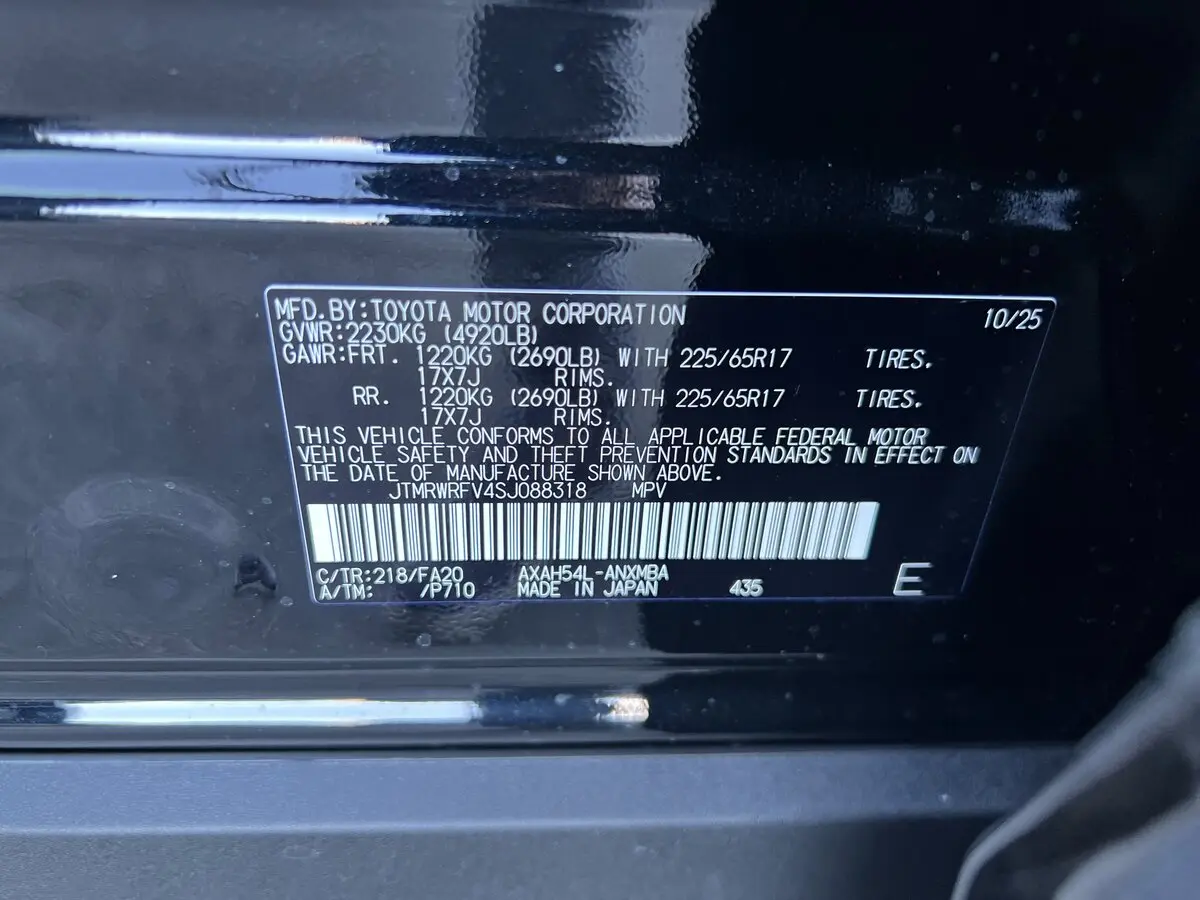 MFD.BY:TOYOTA MOTOR CORPORATION 10/25
GVWR:2230KG (4920LB)
GAWR:FRT. 1220KG (2690LB) WITH 225/65R17 TIRES.
17X7J RIMS.
RR. 1220KG (2690LB) WITH 225/65R17 TIRES.
17X7J RIMS.
THIS VEHICLE CONFORMS TO ALL APPLICABLE FEDERAL MOTOR
VEHICLE SAFETY AND THEFT PREVENTION STANDARDS IN EFFECT ON
THE DATE OF MANUFACTURE SHOWN ABOVE.
JTMRWRFV4SJ088318 MPV
C/TR:218/FA20 AXAH54L-ANXMBA
A/TM: /P710 MADE IN JAPAN 435 E